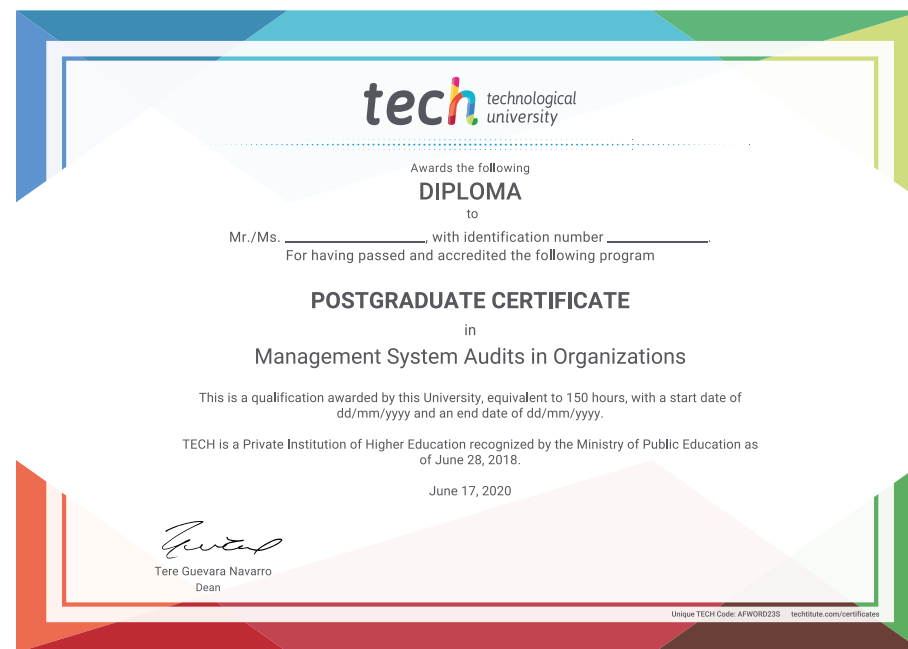 tech technological
university
Awards the following
DIPLOMA
to
Mr./Ms. ____________________, with identification number ______________.
For having passed and accredited the following program
POSTGRADUATE CERTIFICATE
in
Management System Audits in Organizations
This is a qualification awarded by this University, equivalent to 150 hours, with a start date of
dd/mm/yyyy and an end date of dd/mm/yyyy.
TECH is a Private Institution of Higher Education recognized by the Ministry of Public Education as
of June 28, 2018.
June 17, 2020
Tere Guevara Navarro
Dean
Unique TECH Code: AFWORD23S techtitute.com/certificates